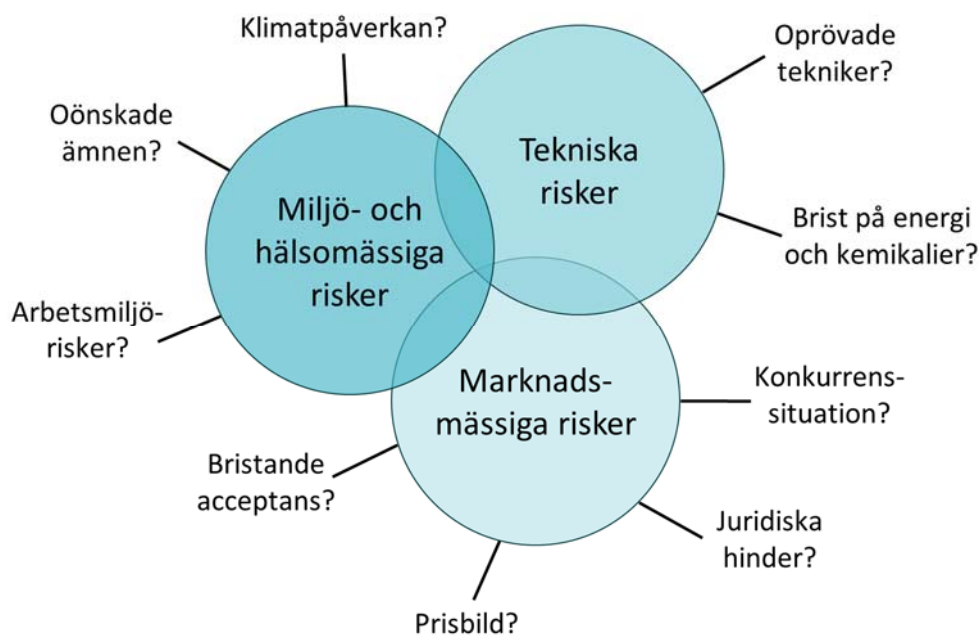 Klimatpåverkan?
Oönskade
ämnen?
Arbetsmiljö-
risker?
Miljö- och
hälsomässiga
risker
Tekniska
risker
Oprövade
tekniker?
Brist på energi
och kemikalier?
Marknads-
mässiga risker
Konkurrens-
situation?
Bristande
acceptans?
Juridiska
hinder?
Prisbild?